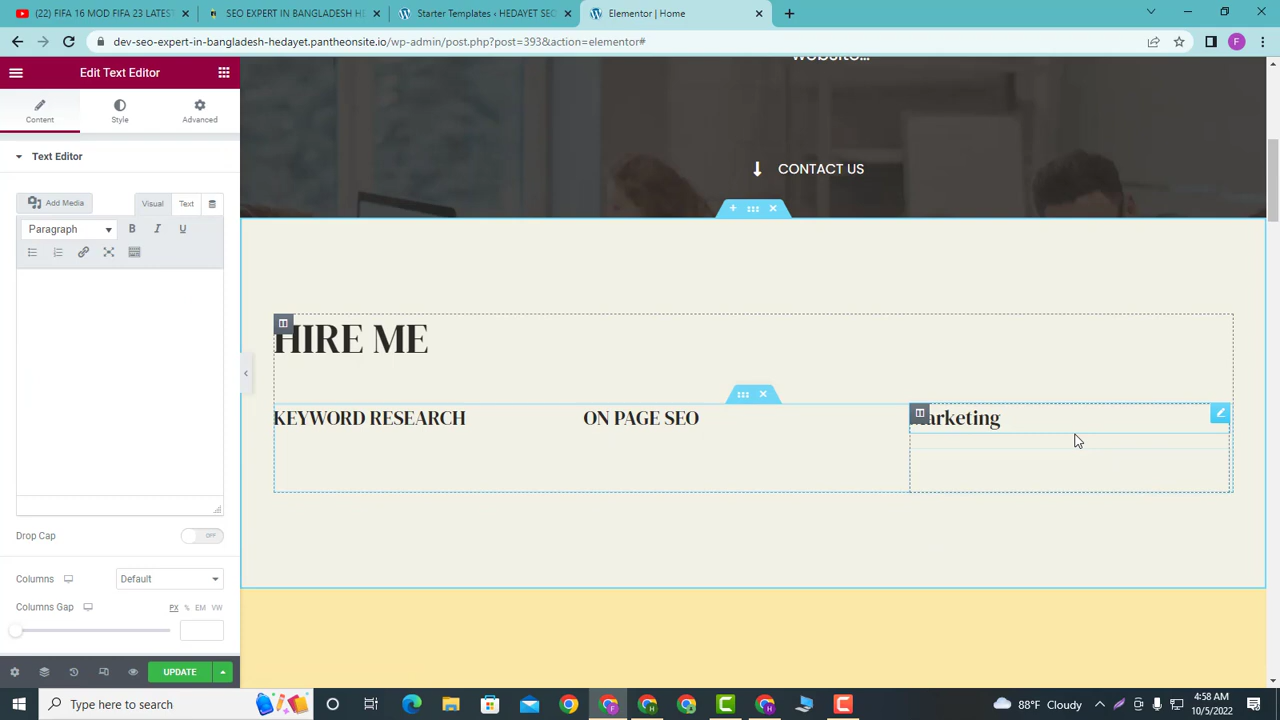 (22) FIFA 16 MOD FIFA 23 LATEST
SEO EXPERT IN BANGLADESH HE
Starter Templates ‹ HEDAYET SEO
Elementor | Home
dev-seo-expert-in-bangladesh-hedayet.pantheonsite.io/wp-admin/post.php?post=393&action=elementor#
F
Edit Text Editor
Content
Style
Advanced
Text Editor
Add Media
Visual
Text
Paragraph
B
I
U
Drop Cap
OFF
Columns
Default
Columns Gap
PX
%
EM
VW
UPDATE
website...
CONTACT US
HIRE ME
KEYWORD RESEARCH
ON PAGE SEO
Marketing
Type here to search
88°F Cloudy
4:58 AM
10/5/2022